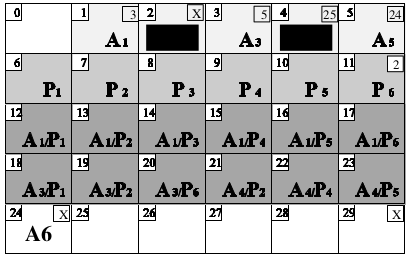 0 1 3 2 X 3 5 4 25 5 24
A1 A3 A5
6 7 8 9 10 11 2
P1 P2 P3 P4 P5 P6
12 13 14 15 16 17
A1/P1 A1/P2 A1/P3 A1/P4 A1/P5 A1/P6
18 19 20 21 22 23
A3/P1 A3/P2 A3/P6 A4/P2 A4/P4 A4/P5
24 X 25 26 27 28 29 X
A6